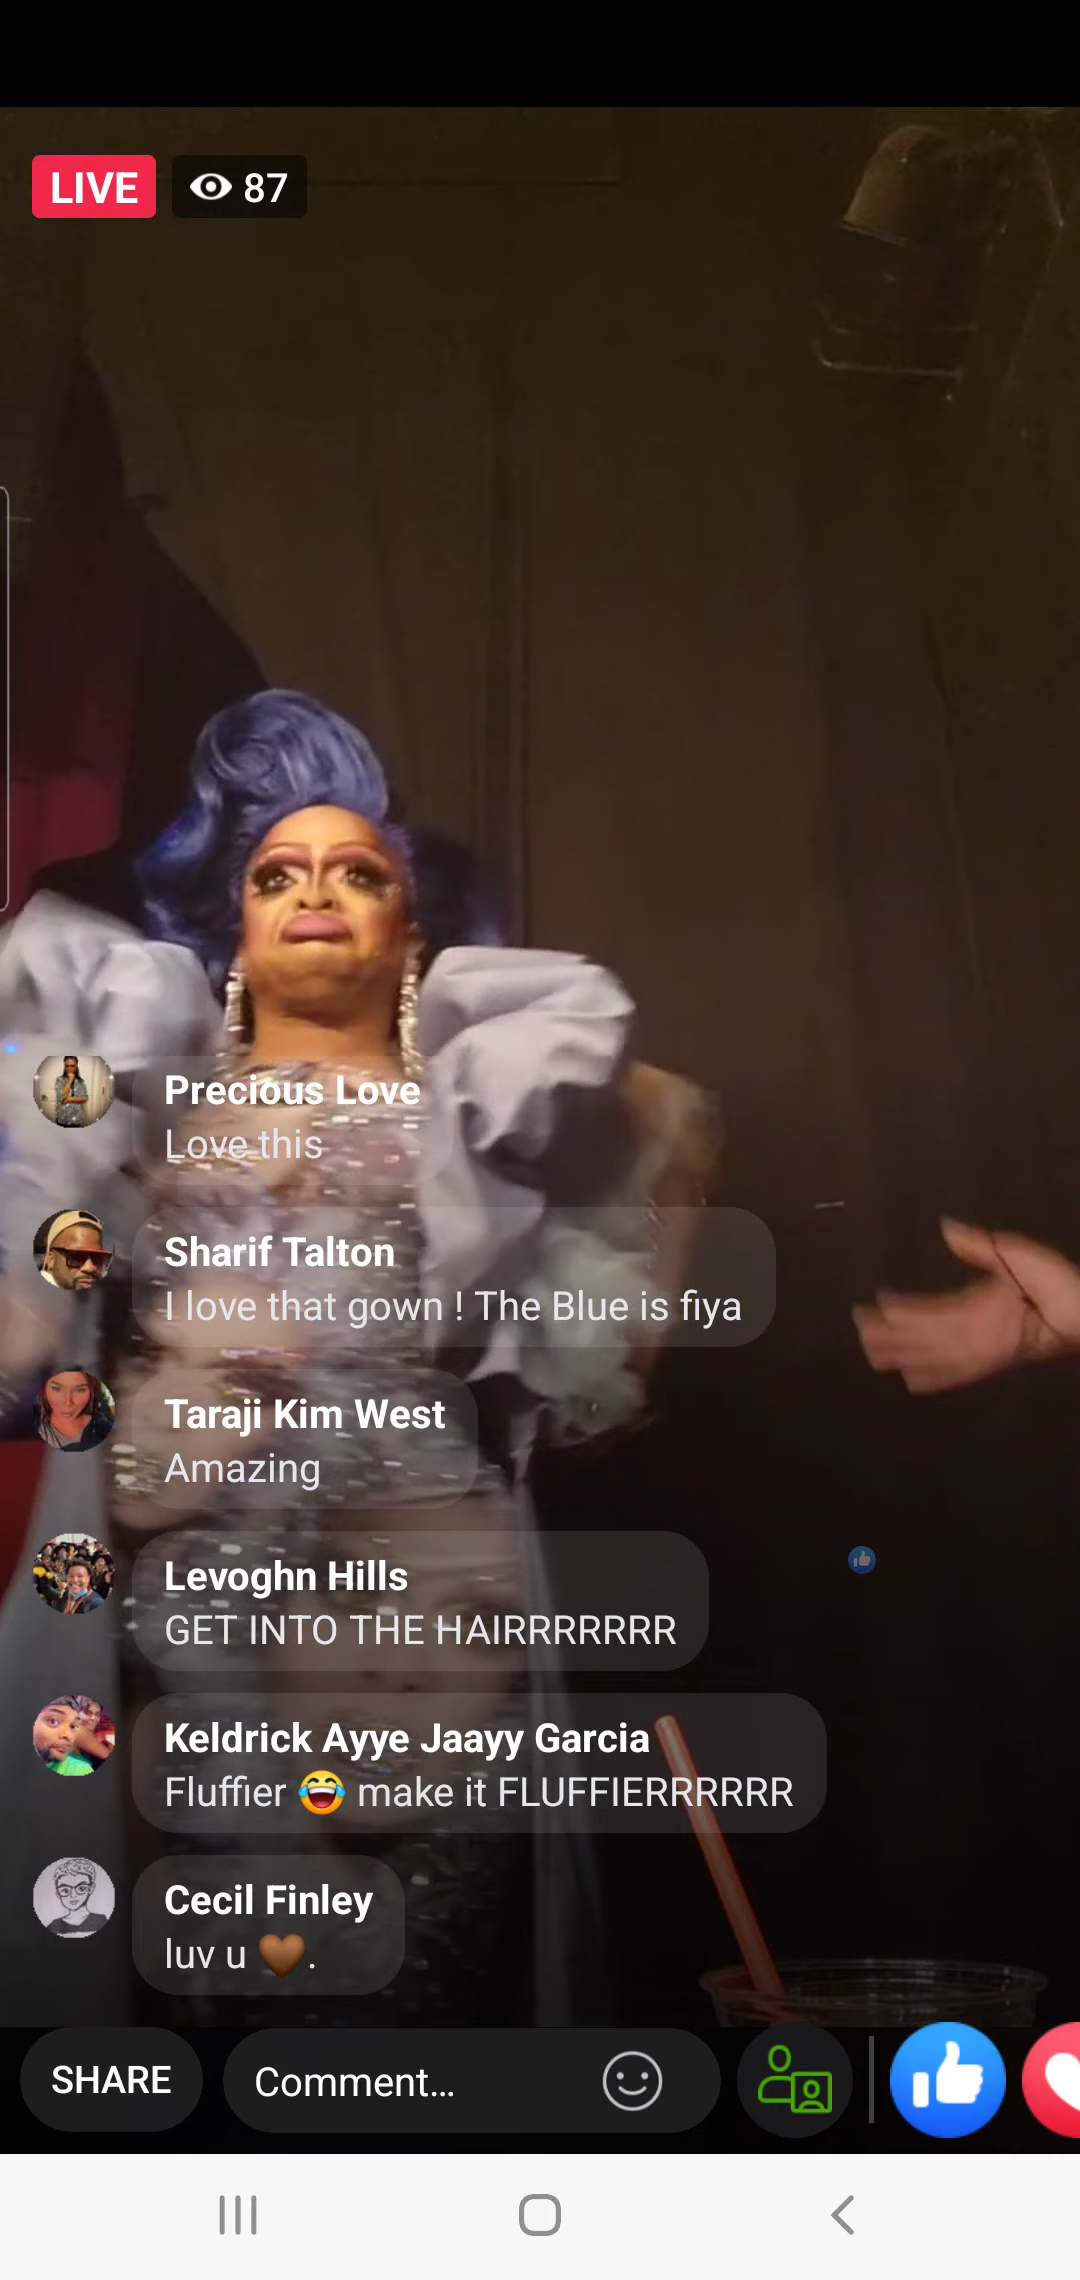 LIVE 87
Precious Love
Love this
Sharif Talton
I love that gown ! The Blue is fiya
Taraji Kim West
Amazing
Levoghn Hills
GET INTO THE HAIRRRRRRR
Keldrick Ayye Jaayy Garcia
Fluffier 😂 make it FLUFFIERRRRRR
Cecil Finley
luv u 🤎.
SHARE Comment...